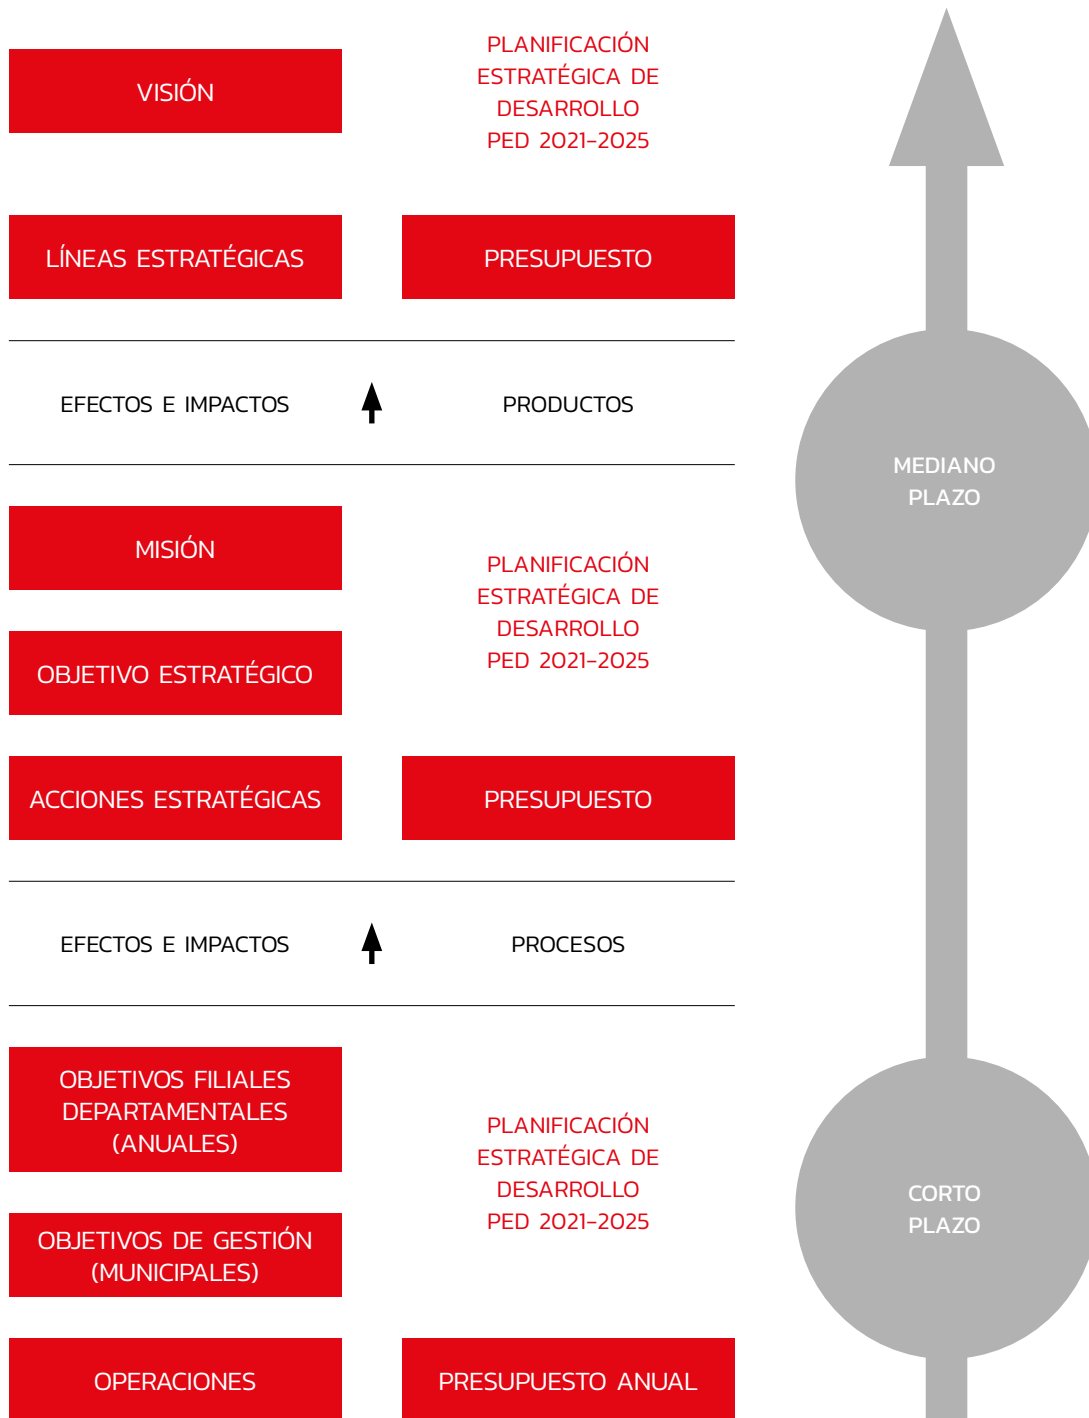 VISIÓN
PLANIFICACIÓN
ESTRATÉGICA DE
DESARROLLO
PED 2021-2025
LÍNEAS ESTRATÉGICAS
PRESUPUESTO
EFECTOS E IMPACTOS
PRODUCTOS
MEDIANO
PLAZO
MISIÓN
PLANIFICACIÓN
ESTRATÉGICA DE
DESARROLLO
PED 2021-2025
OBJETIVO ESTRATÉGICO
ACCIONES ESTRATÉGICAS
PRESUPUESTO
EFECTOS E IMPACTOS
PROCESOS
OBJETIVOS FILIALES
DEPARTAMENTALES
(ANUALES)
PLANIFICACIÓN
ESTRATÉGICA DE
DESARROLLO
PED 2021-2025
CORTO
PLAZO
OBJETIVOS DE GESTIÓN
(MUNICIPALES)
OPERACIONES
PRESUPUESTO ANUAL